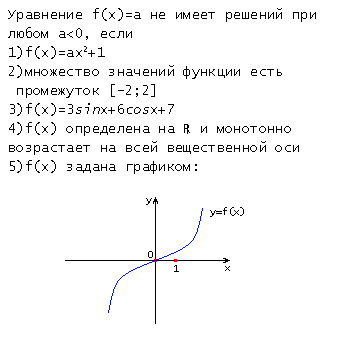 Уравнение f(x)=a не имеет решений при
любом a<0, если
1)f(x)=ax²+1
2)множество значений функции есть
промежуток [-2;2]
3)f(x)=3sinx+6cosx+7
4)f(x) определена на ℝ и монотонно
возрастает на всей вещественной оси
5)f(x) задана графиком:
y
y=f(x)
0
1
x